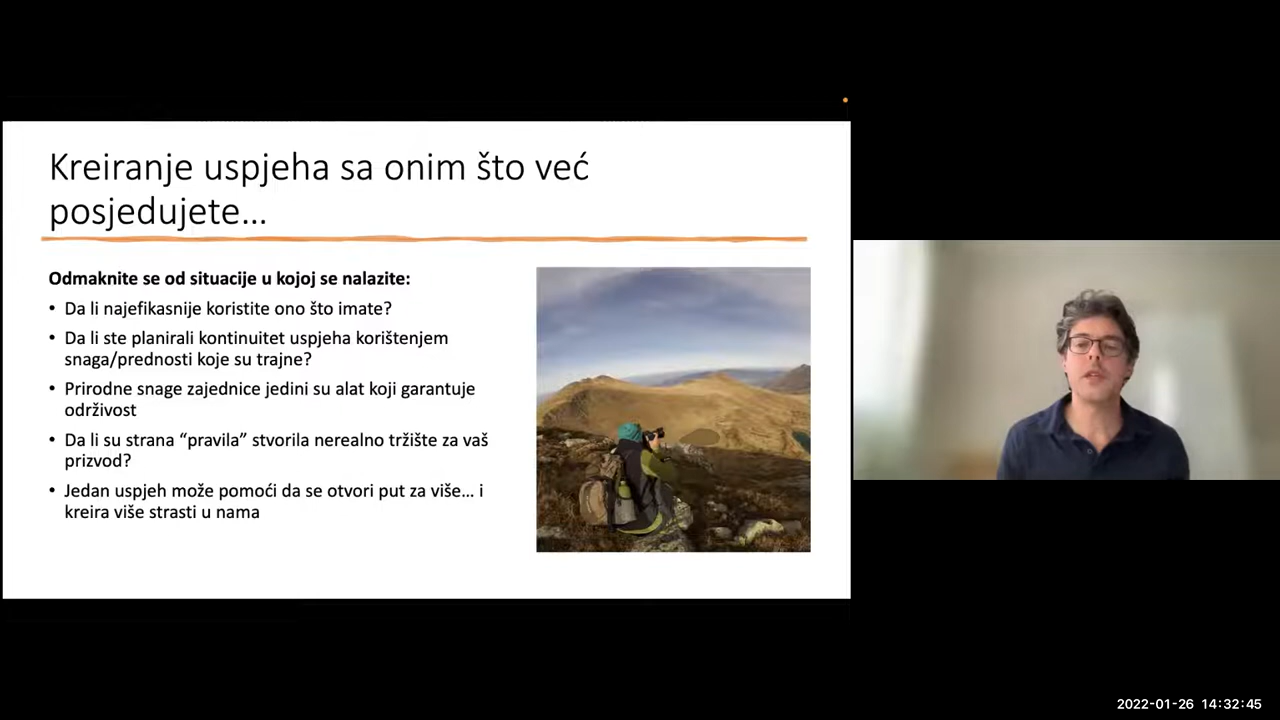 Kreiranje uspjeha sa onim što već
posjedujete...
Odmaknite se od situacije u kojoj se nalazite:
• Da li najefikasnije koristite ono što imate?
• Da li ste planirali kontinuitet uspjeha korištenjem
snaga/prednosti koje su trajne?
• Prirodne snage zajednice jedini su alat koji garantuje
održivost
• Da li su strana “pravila” stvorila nerealno tržište za vaš
prizvod?
• Jedan uspjeh može pomoći da se otvori put za više... i
kreira više strasti u nama
2022-01-26 14:32:45